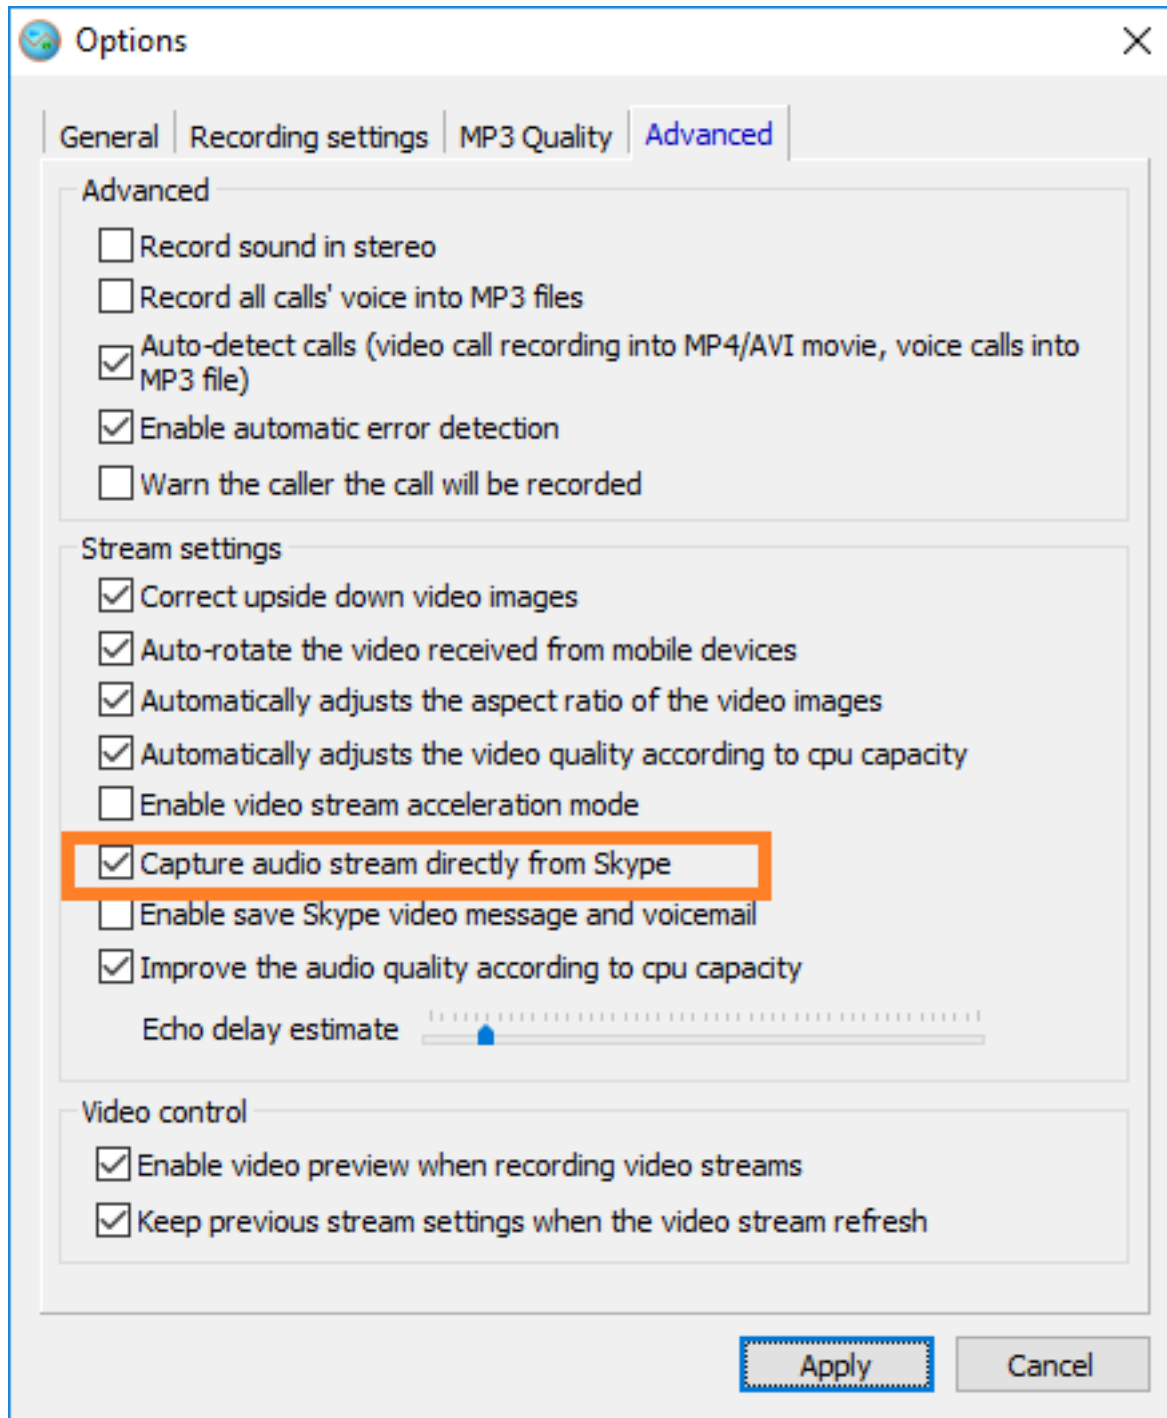 Options
General
Recording settings
MP3 Quality
Advanced
Advanced
Record sound in stereo
Record all calls' voice into MP3 files
Auto-detect calls (video call recording into MP4/AVI movie, voice calls into
MP3 file)
Enable automatic error detection
Warn the caller the call will be recorded
Stream settings
Correct upside down video images
Auto-rotate the video received from mobile devices
Automatically adjusts the aspect ratio of the video images
Automatically adjusts the video quality according to cpu capacity
Enable video stream acceleration mode
Capture audio stream directly from Skype
Enable save Skype video message and voicemail
Improve the audio quality according to cpu capacity
Echo delay estimate
Video control
Enable video preview when recording video streams
Keep previous stream settings when the video stream refresh
Apply
Cancel